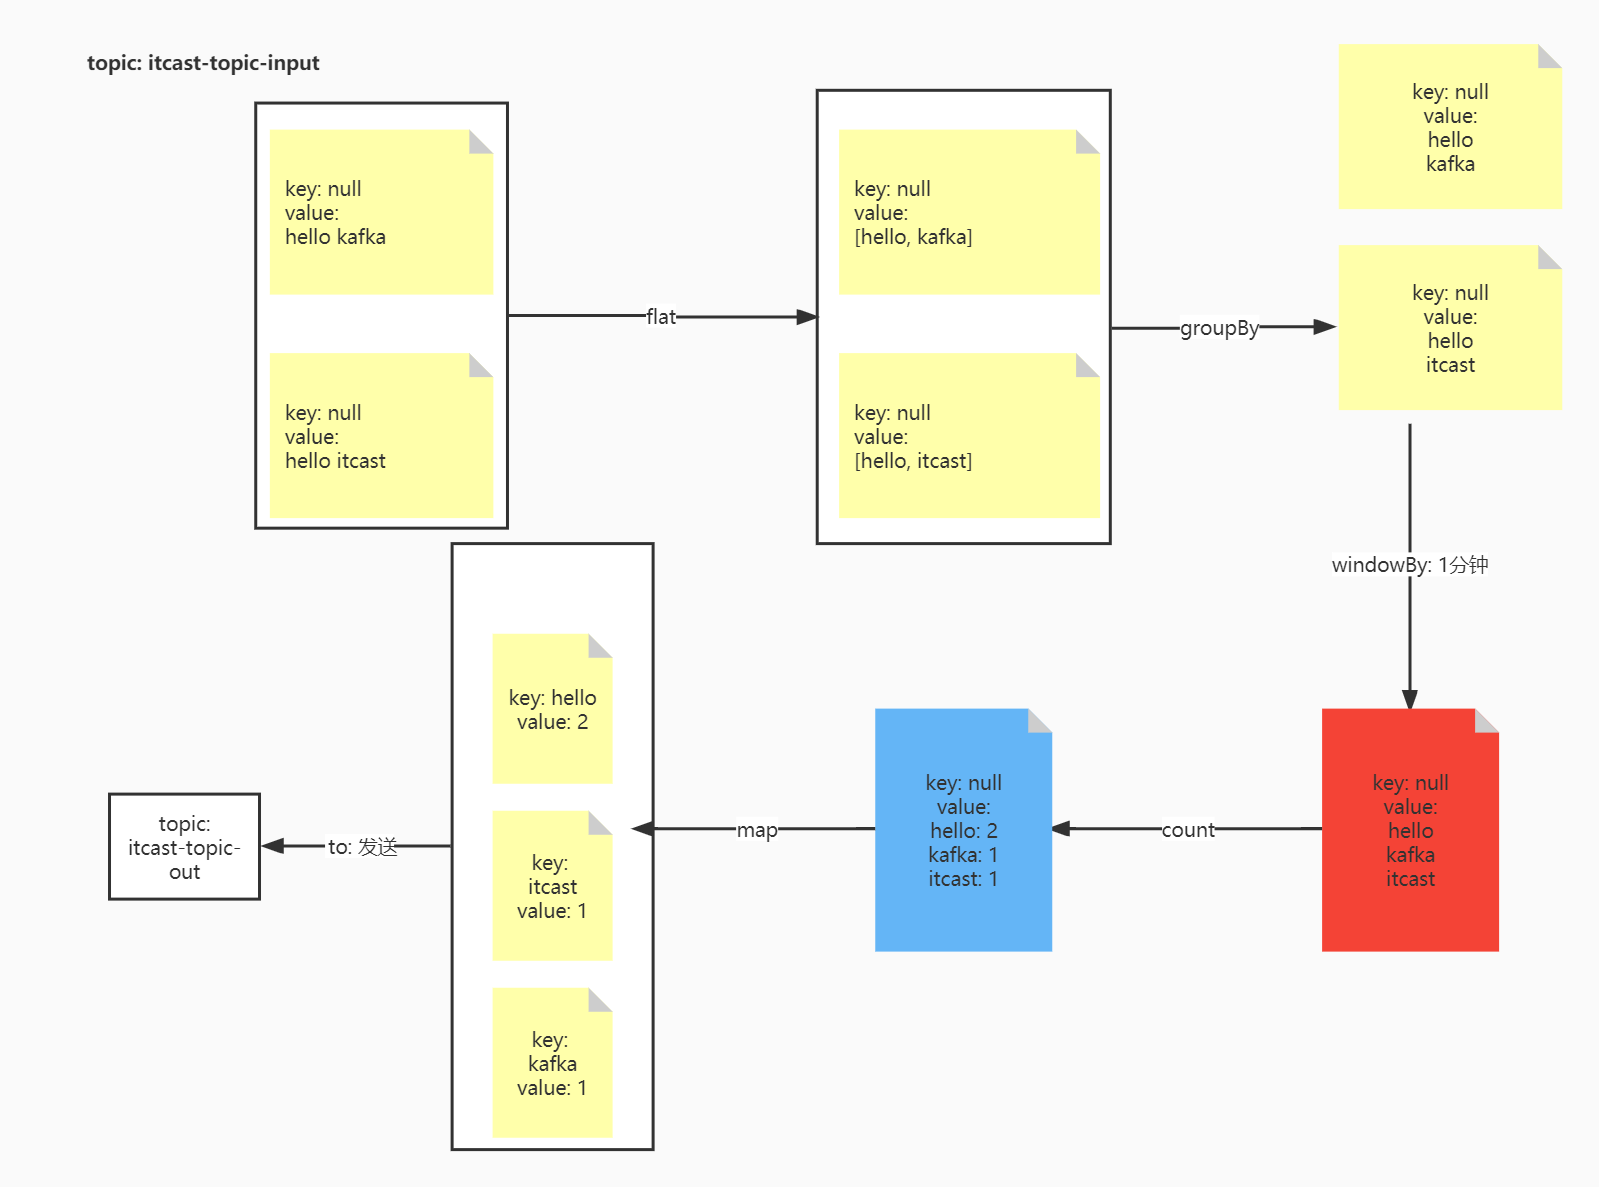 topic: itcast-topic-input
key: null
value:
hello kafka
key: null
value:
hello itcast
flat
key: null
value:
[hello, kafka]
key: null
value:
[hello, itcast]
groupBy
key: null
value:
hello
kafka
key: null
value:
hello
itcast
windowBy: 1分钟
key: null
value:
hello
kafka
itcast
count
key: null
value:
hello: 2
kafka: 1
itcast: 1
map
key: hello
value: 2
key:
itcast
value: 1
key:
kafka
value: 1
to: 发送
topic:
itcast-topic-
out